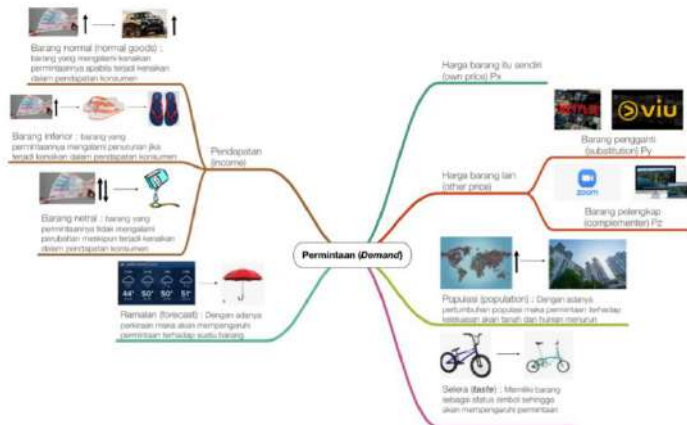 Barang normal (normal goods) :
barang yang mengalami kenaikan
permintaannya apabila terjadi kenaikan
dalam pendapatan konsumen
Barang inferior : barang yang
permintaannya mengalami penurunan jika
terjadi kenaikan dalam pendapatan konsumen
Barang netral : barang yang
permintaannya tidak mengalami
perubahan meskipun terjadi kenaikan
dalam pendapatan konsumen
Pendapatan
(income)
44° 50° 50° 51°
Ramalan (forecast) : Dengan adanya
perkiraan maka akan mempengaruhi
permintaan terhadap suatu barang
Permintaan (Demand)
Harga barang itu sendiri
(own price) Px
Harga barang lain
(other price)
viu
Barang pengganti
(substitution) Py
zoom
Barang pelengkap
(complementer) Pz
Populasi (population) : Dengan adanya
pertumbuhan populasi maka permintaan terhadap
akan tanah dan hunian menurun
Selera (taste) : Memiliki barang
sebagai status simbol sehingga
akan mempengaruhi permintaan